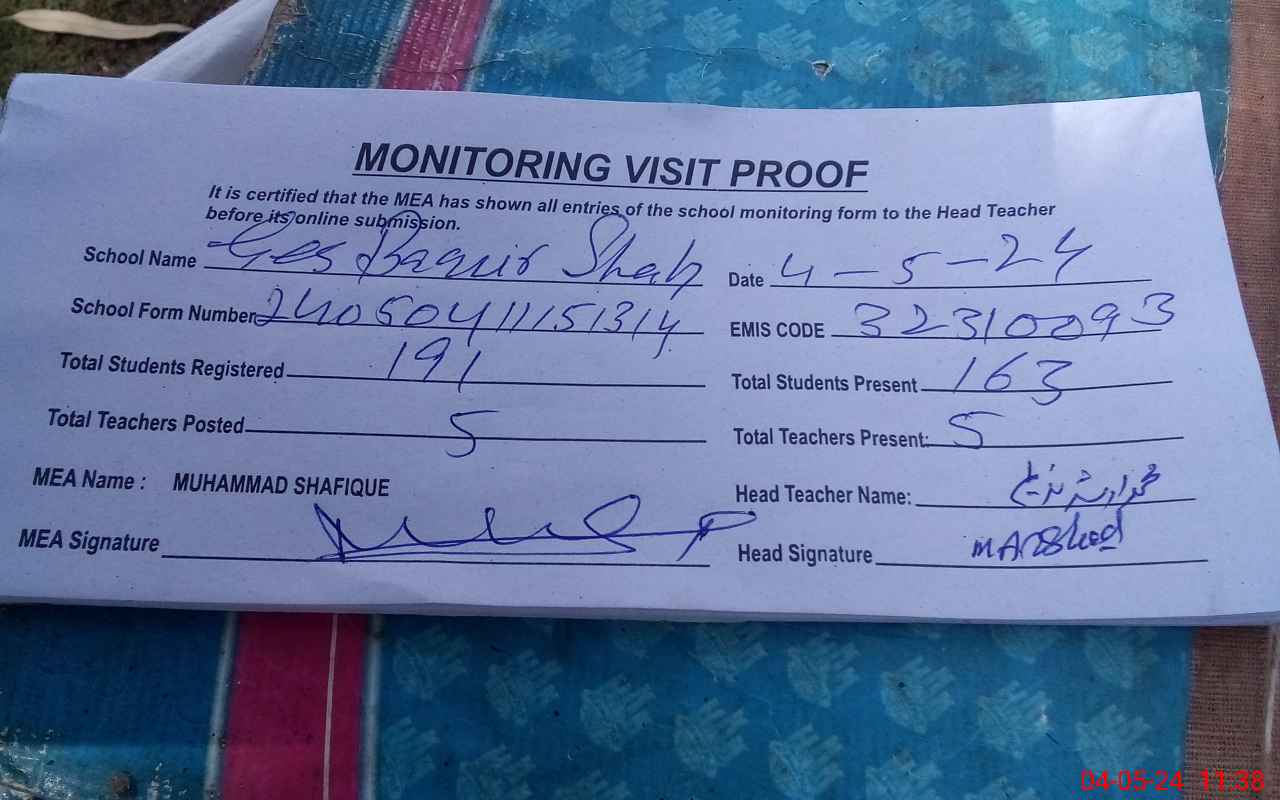 MONITORING VISIT PROOF
It is certified that the MEA has shown all entries of the school monitoring form to the Head Teacher
before its online submission.
School Name Ges Baquir Shah Date 4-5-24
School Form Number 24050411151314 EMIS CODE 32310093
Total Students Registered 191 Total Students Present 163
Total Teachers Posted 5 Total Teachers Present: 5
MEA Name : MUHAMMAD SHAFIQUE Head Teacher Name:
MEA Signature Head Signature MARshad
04-05-24 11:38